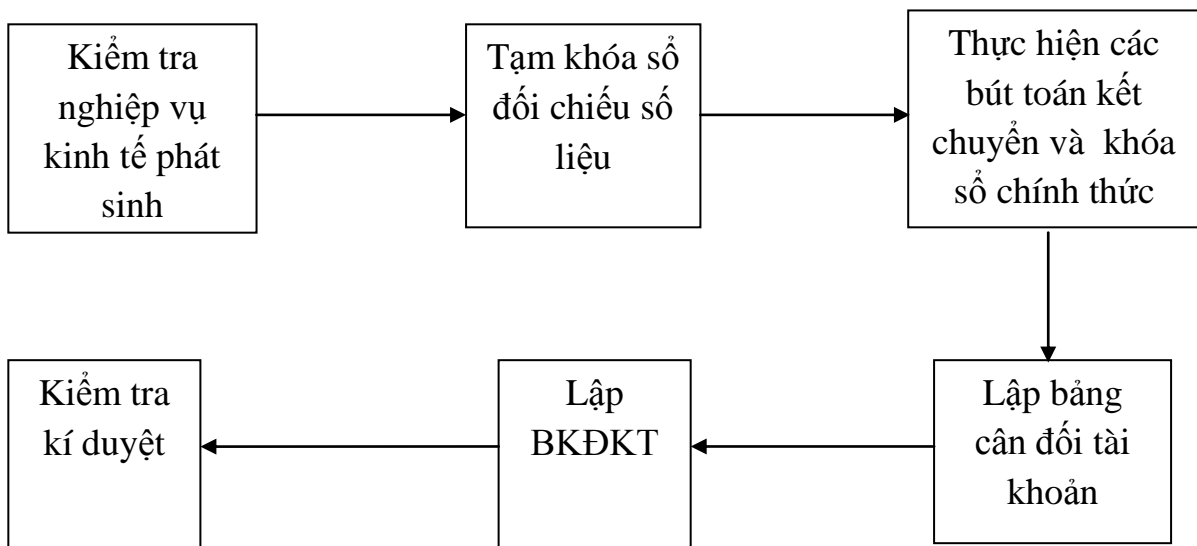 Kiểm tra
nghiệp vụ
kinh tế phát
sinh
Tạm khóa sổ
đối chiếu số
liệu
Thực hiện các
bút toán kết
chuyển và khóa
sổ chính thức
Lập bảng
cân đối tài
khoản
Lập
BKĐKT
Kiểm tra
kí duyệt